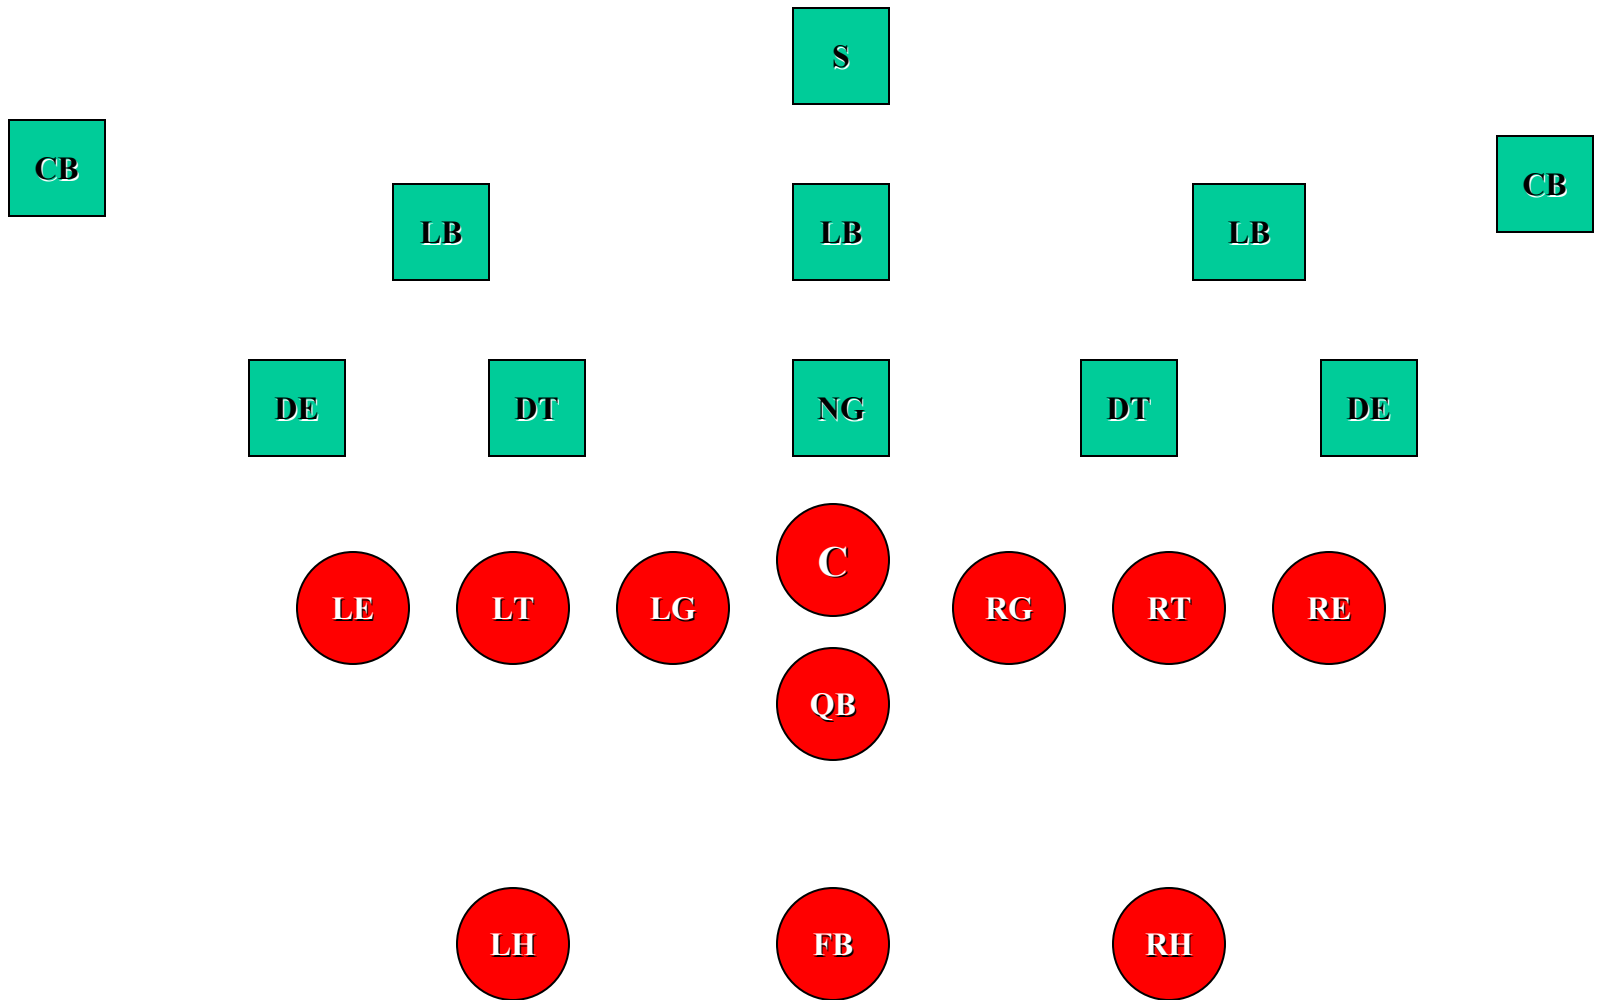 S
CB
CB
LB
LB
LB
DE
DT
NG
DT
DE
C
LE
LT
LG
RG
RT
RE
QB
LH
FB
RH